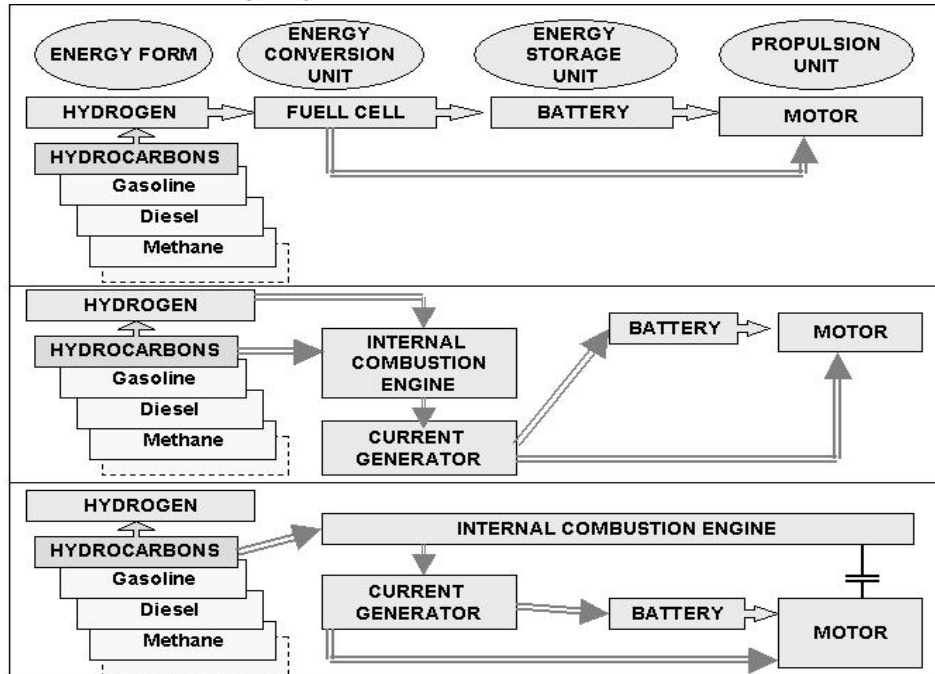 ENERGY FORM
ENERGY
CONVERSION
UNIT
ENERGY
STORAGE
UNIT
PROPULSION
UNIT
HYDROGEN
FUELL CELL
BATTERY
MOTOR
HYDROCARBONS
Gasoline
Diesel
Methane
HYDROGEN
HYDROCARBONS
Gasoline
Diesel
Methane
INTERNAL
COMBUSTION
ENGINE
CURRENT
GENERATOR
BATTERY
MOTOR
HYDROGEN
HYDROCARBONS
Gasoline
Diesel
Methane
INTERNAL COMBUSTION ENGINE
CURRENT
GENERATOR
BATTERY
MOTOR